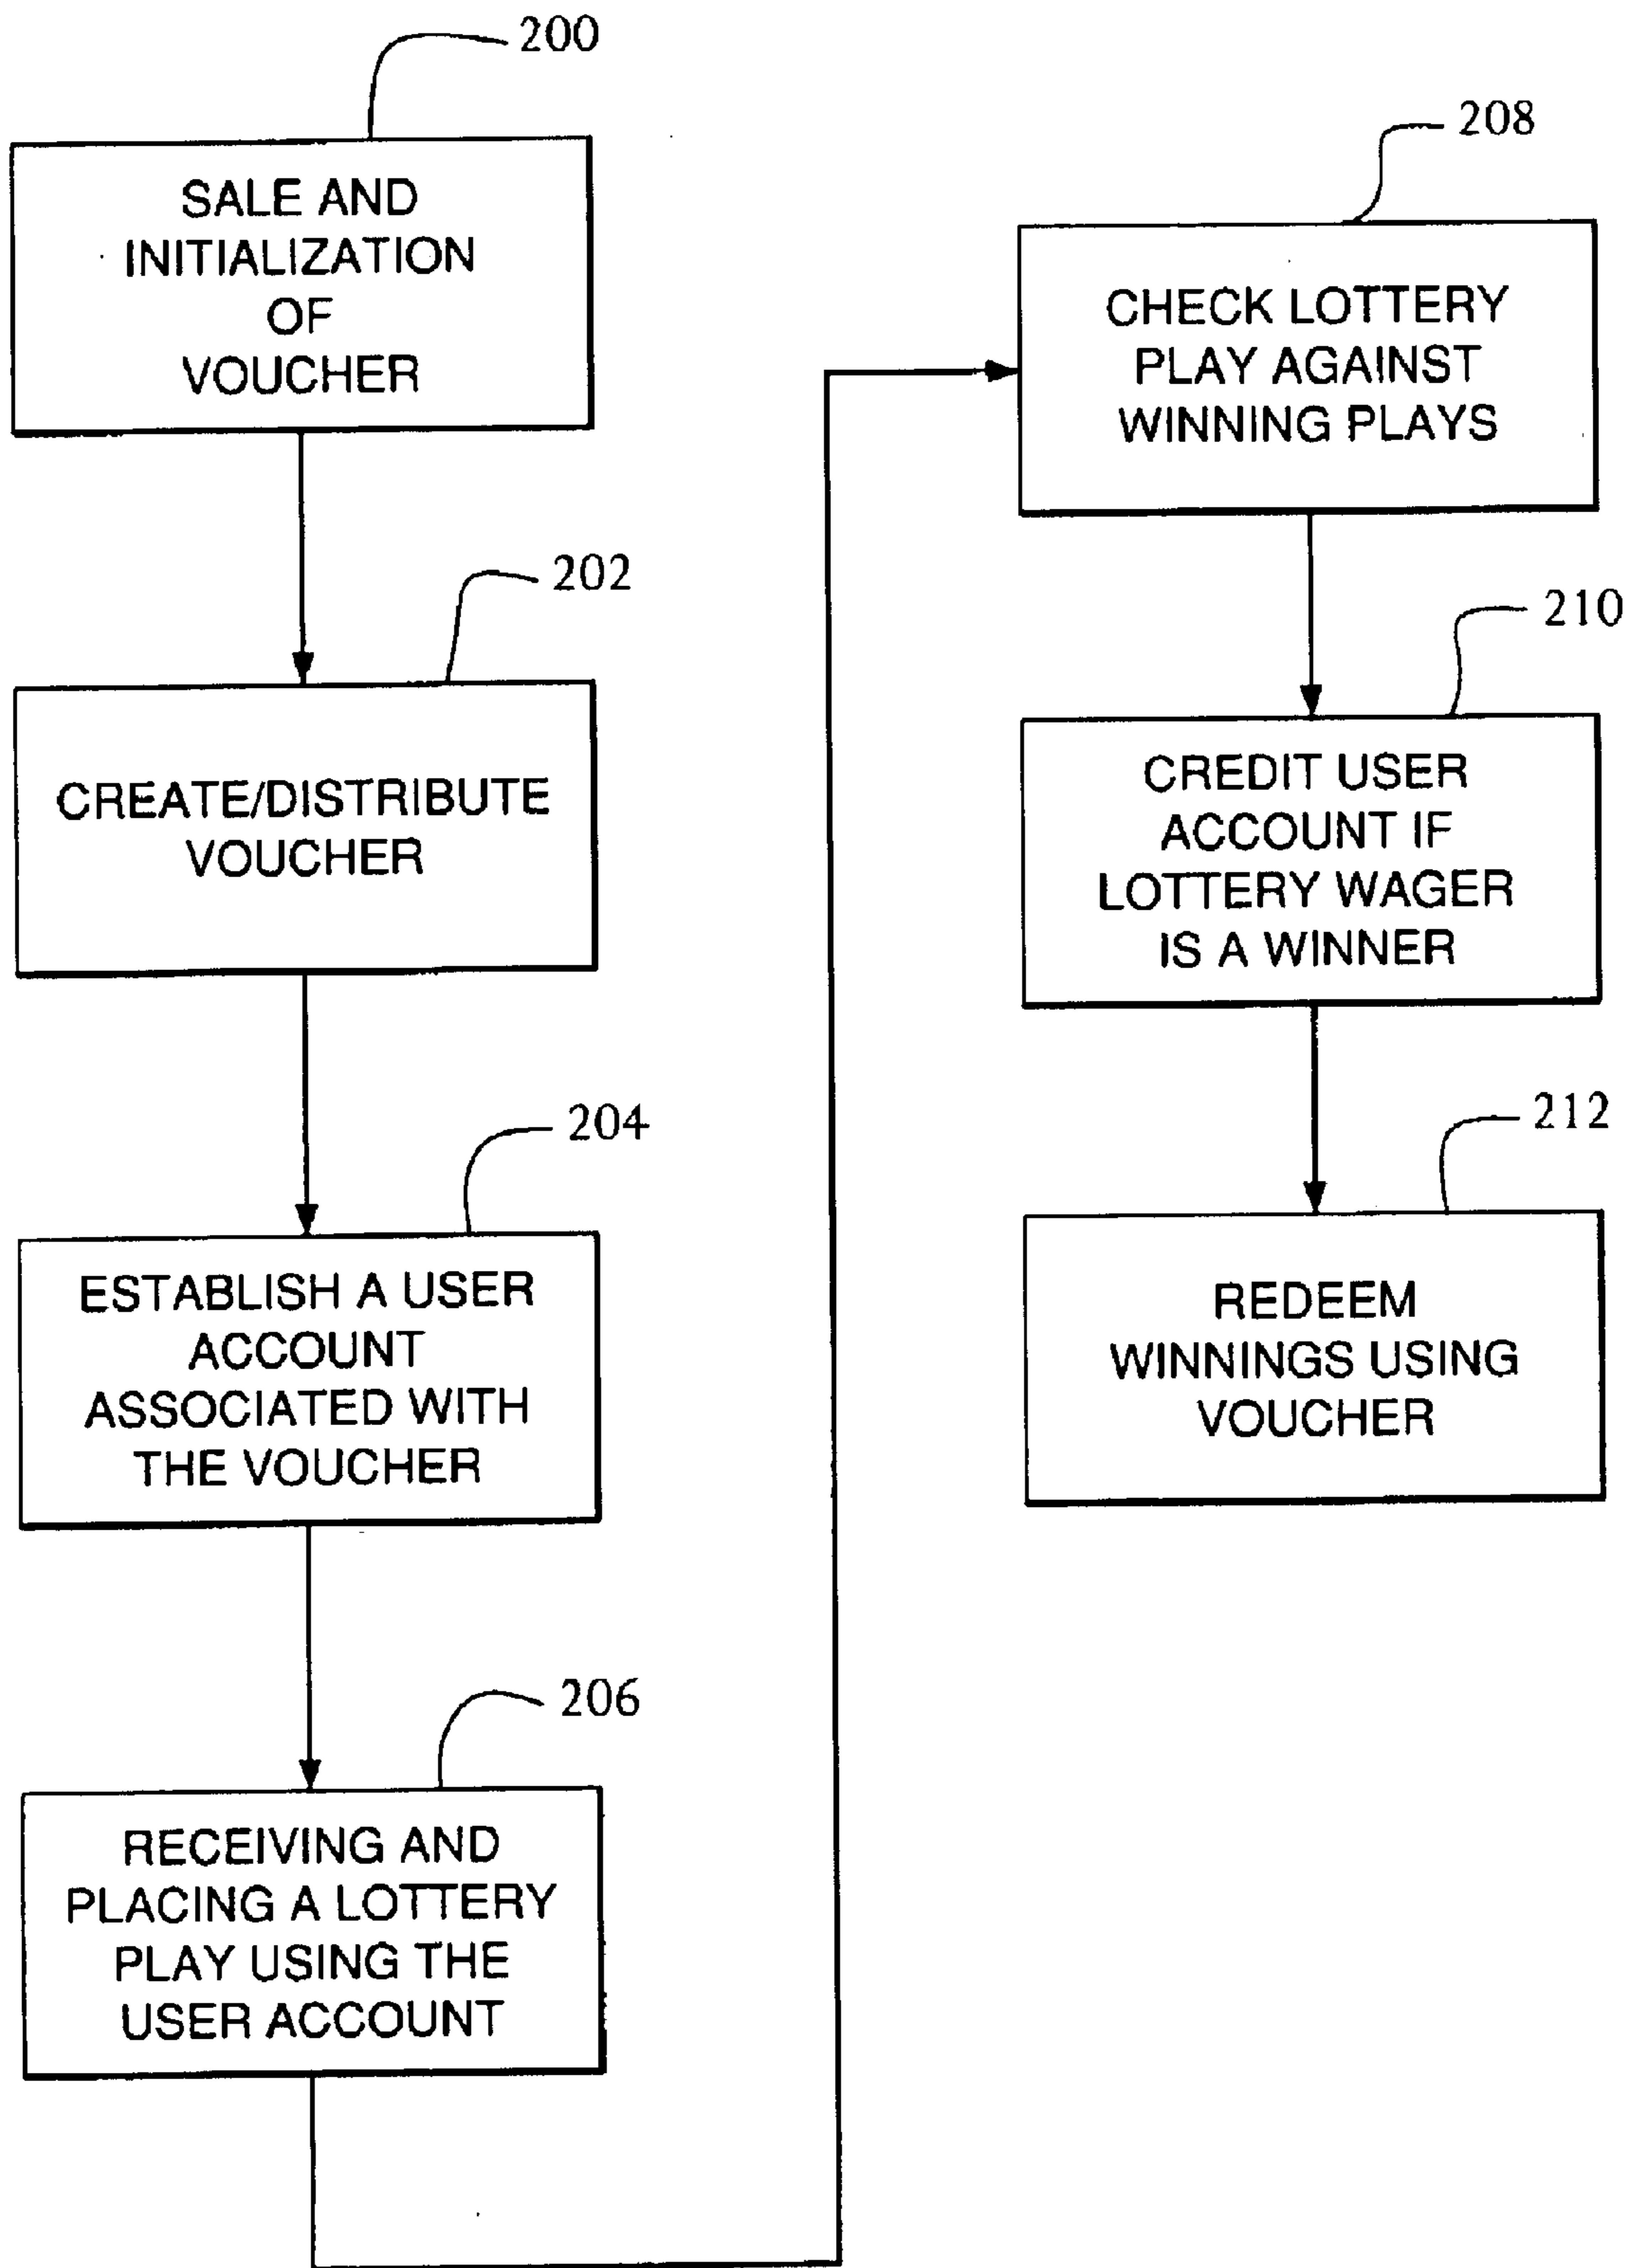 200
SALE AND
INITIALIZATION
OF
VOUCHER
202
CREATE/DISTRIBUTE
VOUCHER
204
ESTABLISH A USER
ACCOUNT
ASSOCIATED WITH
THE VOUCHER
206
RECEIVING AND
PLACING A LOTTERY
PLAY USING THE
USER ACCOUNT
208
CHECK LOTTERY
PLAY AGAINST
WINNING PLAYS
210
CREDIT USER
ACCOUNT IF
LOTTERY WAGER
IS A WINNER
212
REDEEM
WINNINGS USING
VOUCHER